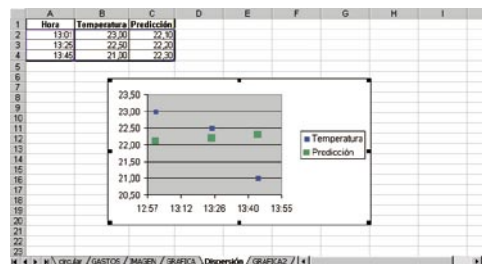 A B C D E F G H I
1 Hora Temperatura Predicción
2 13:01 23,00 22,10
3 13:25 22,50 22,20
4 13:45 21,00 22,30
5
6
7
8
9
10
11
12
13
14
15
16
17
18
19
20
21
22
23
23,50
23,00
22,50
22,00
21,50
21,00
20,50
12:57 13:12 13:26 13:40 13:55
Temperatura
Predicción
circular / GASTOS / IMAGEN / GRAFICA \ Dispersión / GRAFICA2 /